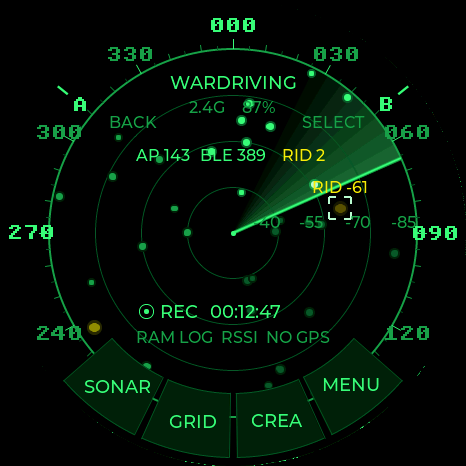 000
330 030
WARDRIVING
A 2.4G 87% B
BACK SELECT
300 060
AP 143 BLE 389 RID 2
RID -61
-40 -55 -70 -85
270 090
REC 00:12:47
240 RAM LOG RSSI NO GPS 120
SONAR GRID CREA MENU